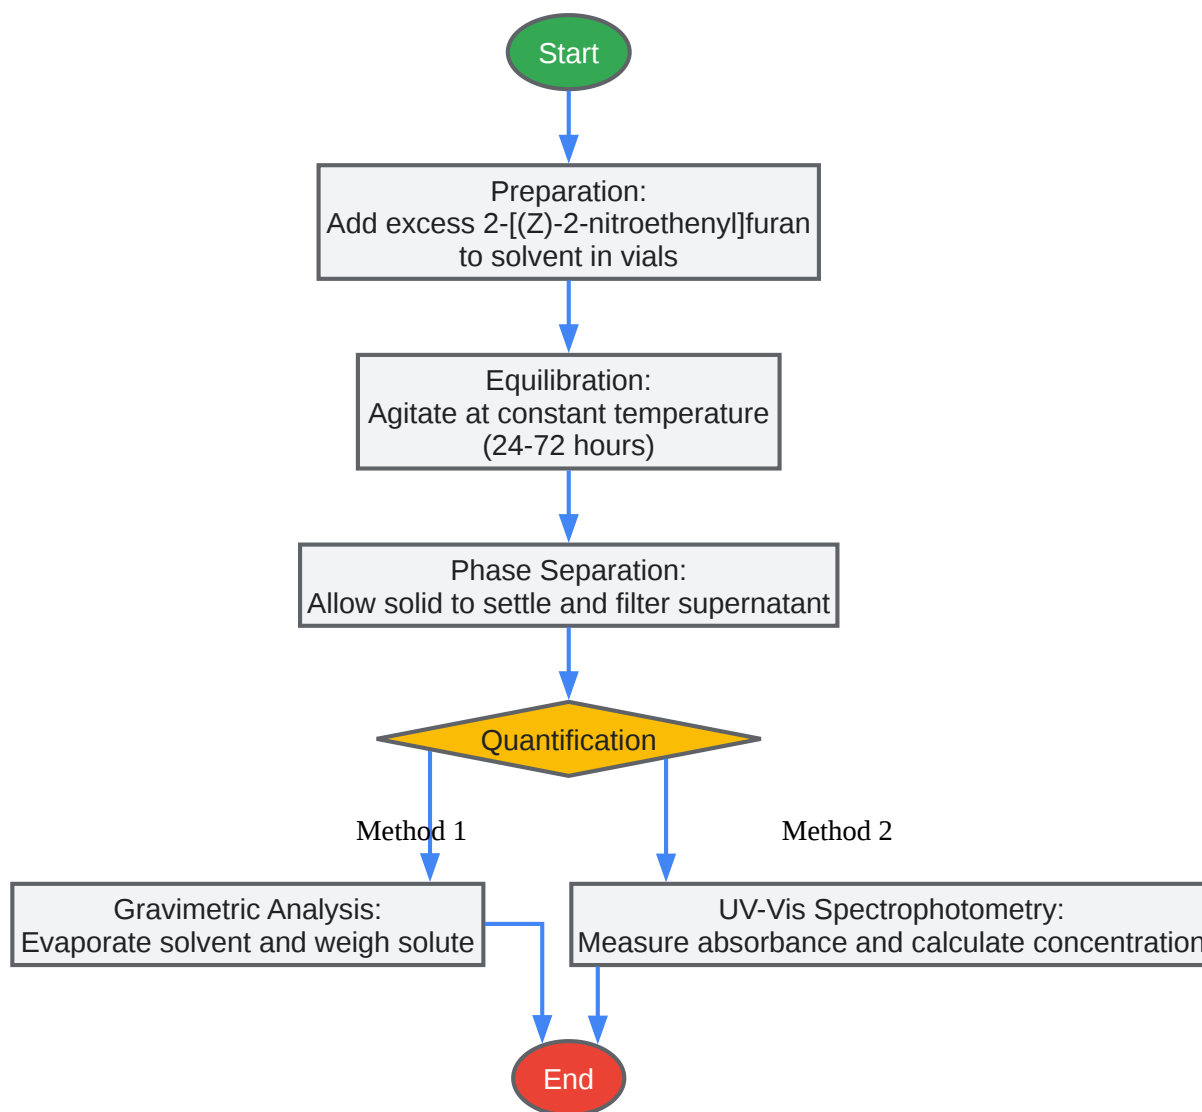 Start
Preparation:
Add excess 2-[(Z)-2-nitroethenyl]furan
to solvent in vials
Equilibration:
Agitate at constant temperature
(24-72 hours)
Phase Separation:
Allow solid to settle and filter supernatant
Quantification
Method 1
Method 2
Gravimetric Analysis:
Evaporate solvent and weigh solute
UV-Vis Spectrophotometry:
Measure absorbance and calculate concentration
End